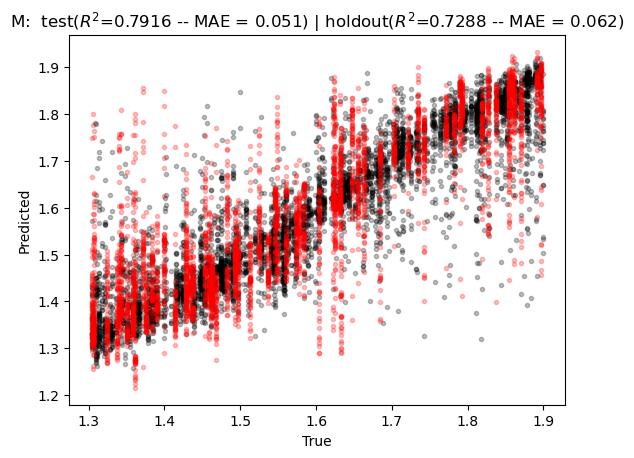 M:  test(R²=0.7916 -- MAE = 0.051) | holdout(R²=0.7288 -- MAE = 0.062)
1.9
1.8
1.7
1.6
1.5
1.4
1.3
1.2
Predicted
1.3 1.4 1.5 1.6 1.7 1.8 1.9
True